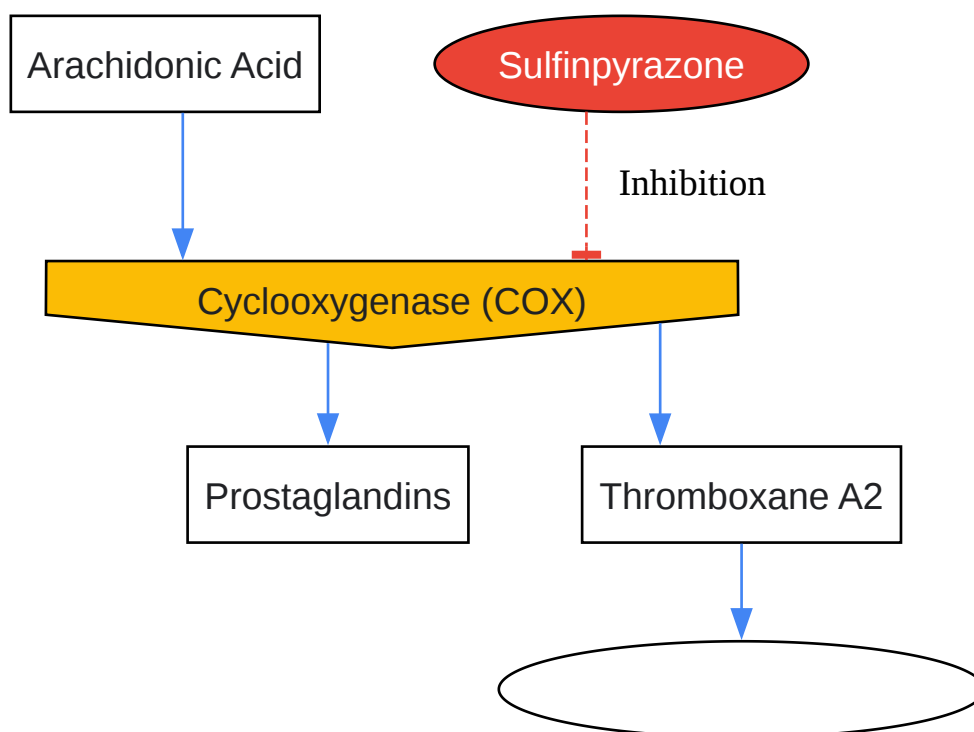 Arachidonic Acid
Sulfinpyrazone
Inhibition
Cyclooxygenase (COX)
Prostaglandins
Thromboxane A2